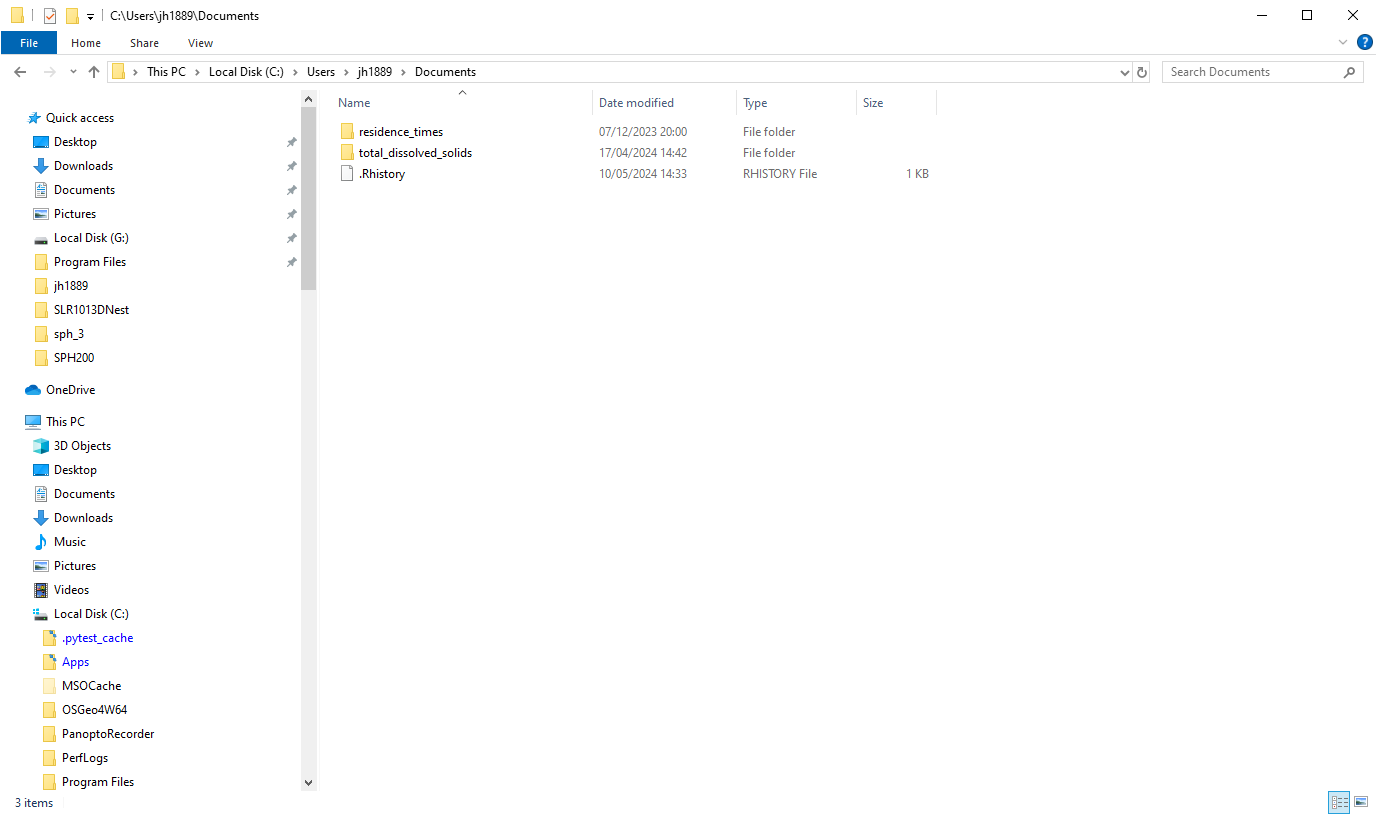 C:\Users\jh1889\Documents
File Home Share View
This PC Local Disk (C:) Users jh1889 Documents
Search Documents
Quick access
Desktop
Downloads
Documents
Pictures
Local Disk (G:)
Program Files
jh1889
SLR1013DNest
sph_3
SPH200
OneDrive
This PC
3D Objects
Desktop
Documents
Downloads
Music
Pictures
Videos
Local Disk (C:)
.pytest_cache
Apps
MSOCache
OSGeo4W64
PanoptoRecorder
PerfLogs
Program Files
Name Date modified Type Size
residence_times 07/12/2023 20:00 File folder
total_dissolved_solids 17/04/2024 14:42 File folder
.Rhistory 10/05/2024 14:33 RHISTORY File 1 KB
3 items